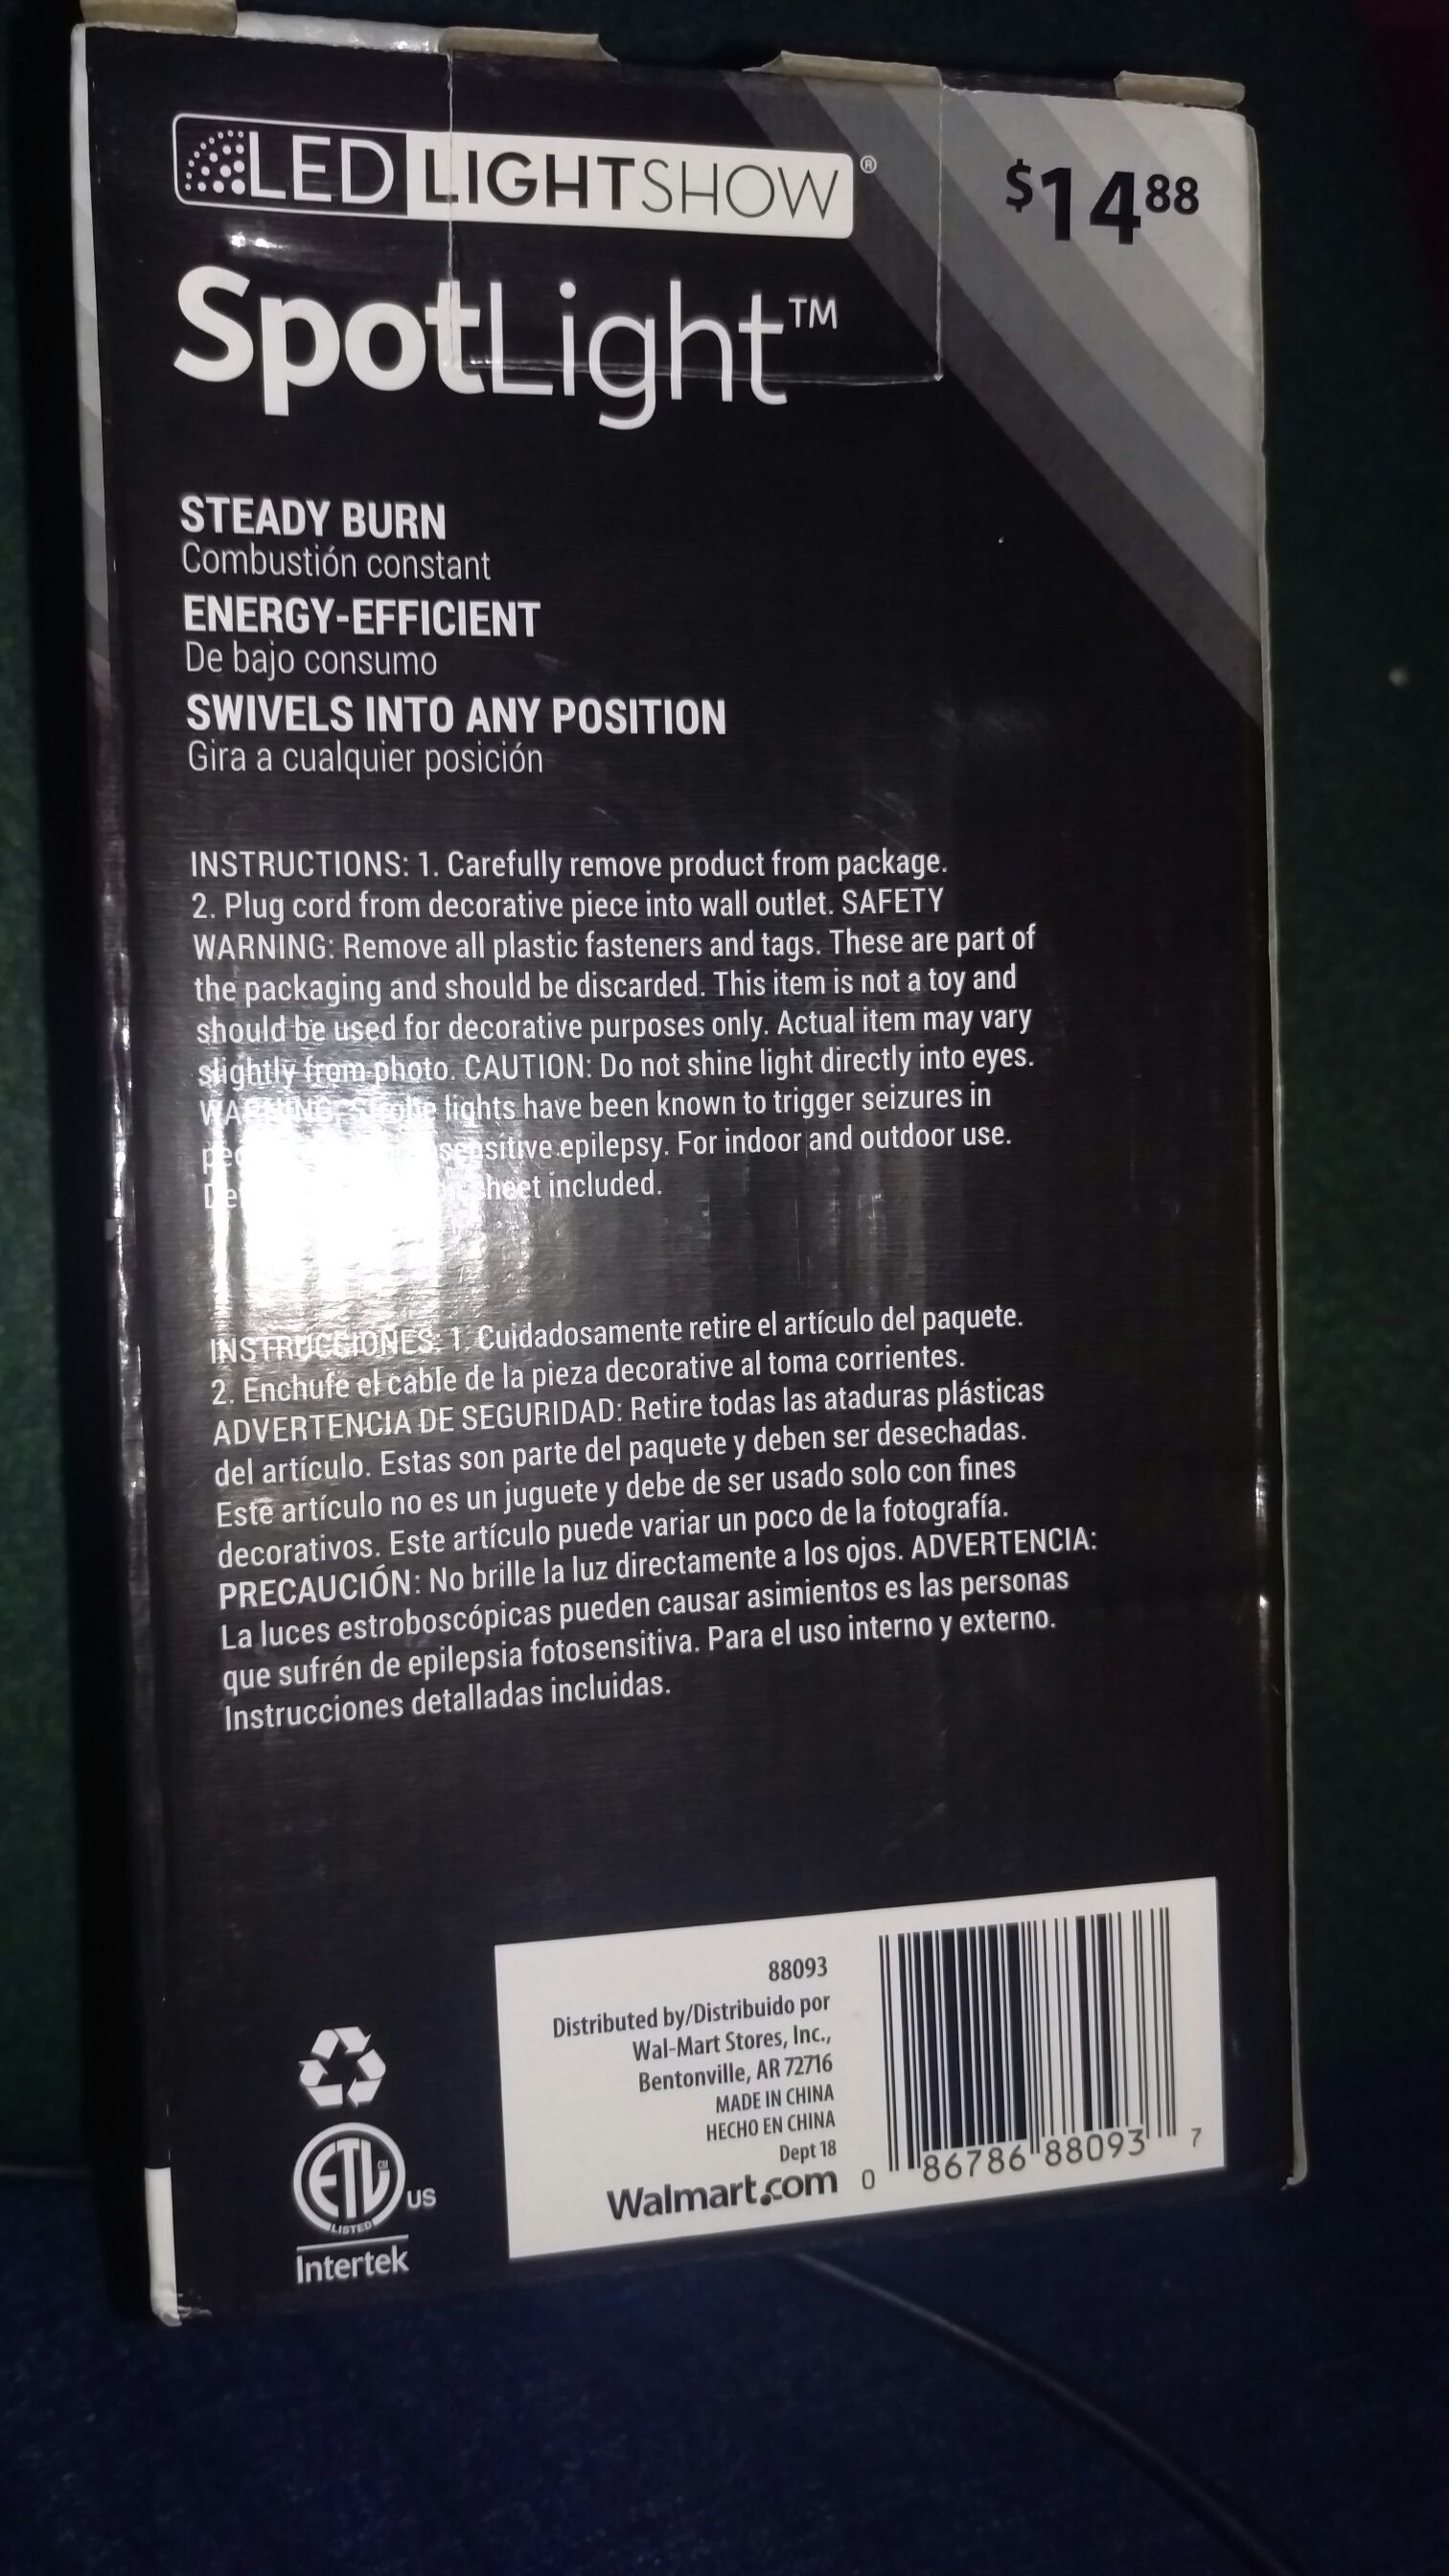 LED LIGHTSHOW®
$14⁸⁸
SpotLight™
STEADY BURN
Combustión constant
ENERGY-EFFICIENT
De bajo consumo
SWIVELS INTO ANY POSITION
Gira a cualquier posición
INSTRUCTIONS: 1. Carefully remove product from package.
2. Plug cord from decorative piece into wall outlet. SAFETY
WARNING: Remove all plastic fasteners and tags. These are part of
the packaging and should be discarded. This item is not a toy and
should be used for decorative purposes only. Actual item may vary
slightly from photo. CAUTION: Do not shine light directly into eyes.
WARNING: Strobe lights have been known to trigger seizures in
epilepsy. For indoor and outdoor use.
sheet included.
INSTRUCCIONES: 1. Cuidadosamente retire el artículo del paquete.
2. Enchufe el cable de la pieza decorative al toma corrientes.
ADVERTENCIA DE SEGURIDAD: Retire todas las ataduras plásticas
del artículo. Estas son parte del paquete y deben ser desechadas.
Este artículo no es un juguete y debe de ser usado solo con fines
decorativos. Este artículo puede variar un poco de la fotografía.
PRECAUCIÓN: No brille la luz directamente a los ojos. ADVERTENCIA:
La luces estroboscópicas pueden causar asimientos es las personas
que sufrén de epilepsia fotosensitiva. Para el uso interno y externo.
Instrucciones detalladas incluidas.
88093
Distributed by/Distribuido por
Wal-Mart Stores, Inc.,
Bentonville, AR 72716
MADE IN CHINA
HECHO EN CHINA
Dept 18
Walmart.com
0 86786 88093 7
ETL CM
LISTED
US
Intertek